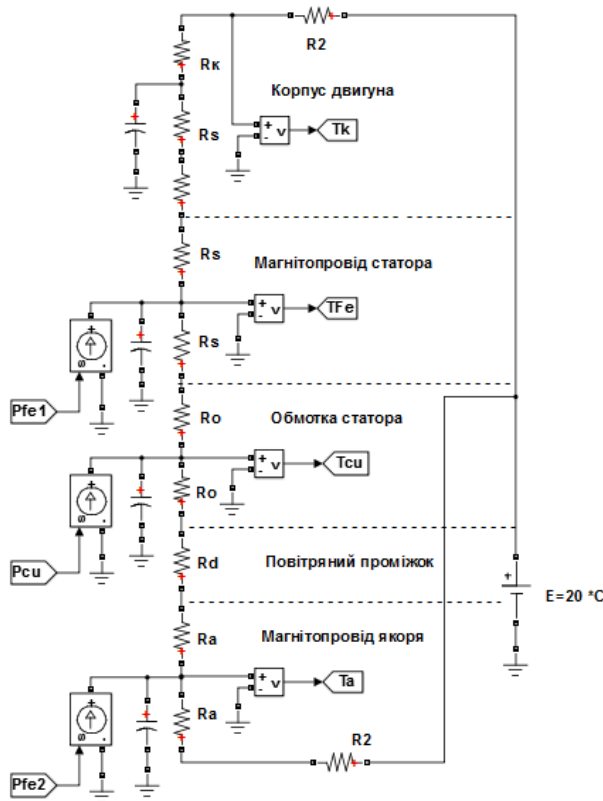 R2
Rк
Корпус двигуна
+
-
v
Tk
Rs
Rs
Магнітопровід статора
+
-
v
TFe
+
s
Rs
Pfe1
Ro
Обмотка статора
+
-
v
Tcu
+
s
Ro
Pcu
Rd
Повітряний проміжок
+
E=20 °C
Ra
Магнітопровід якоря
+
-
v
Ta
+
s
Ra
R2
Pfe2